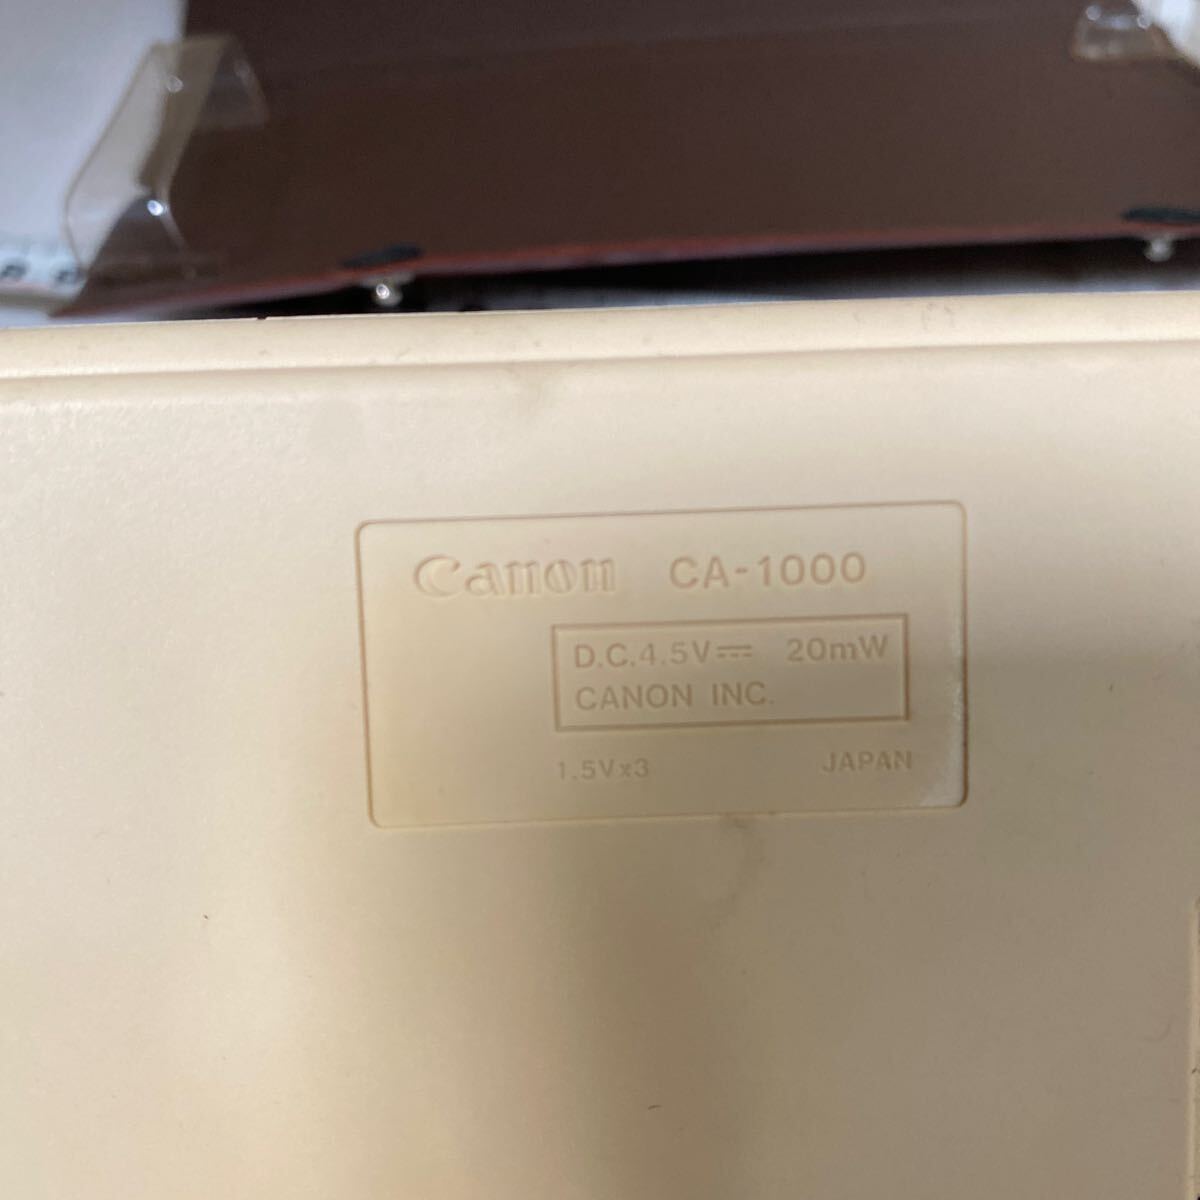 Canon CA-1000
D.C.4.5V⎓ 20mW
CANON INC.
1.5Vx3 JAPAN